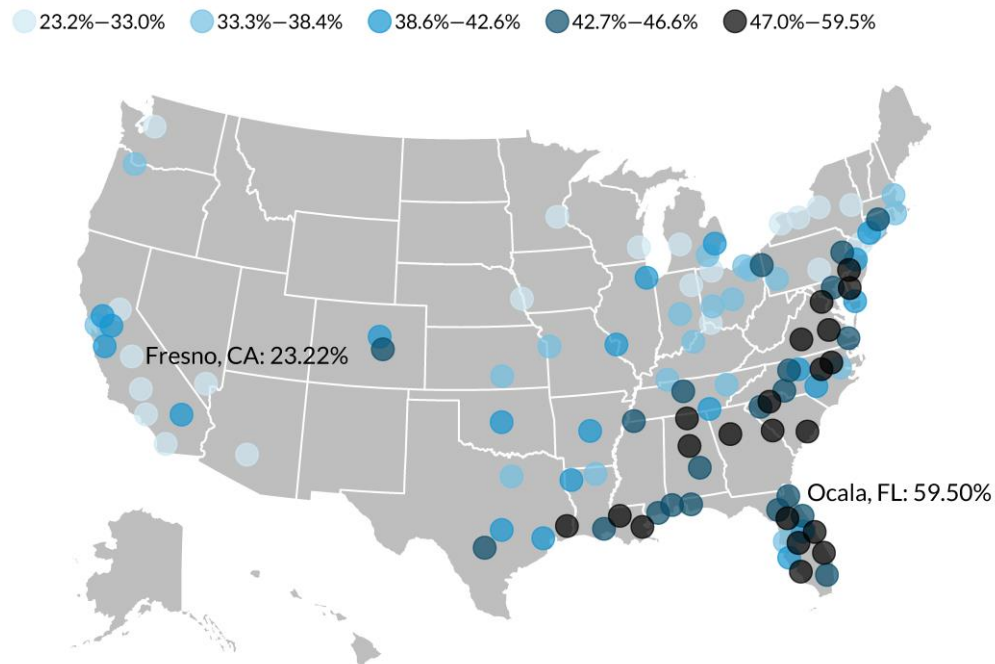 23.2%—33.0% 33.3%—38.4% 38.6%—42.6% 42.7%—46.6% 47.0%—59.5%
Fresno, CA: 23.22%
Ocala, FL: 59.50%